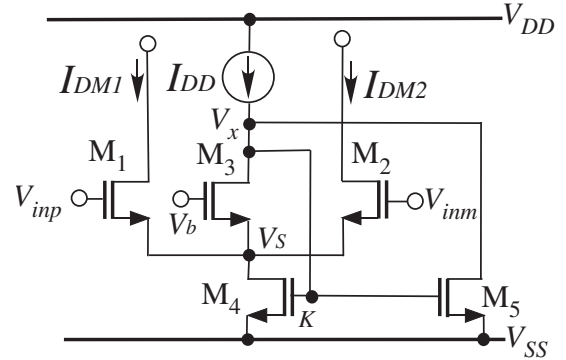 V_DD
I_DM1
I_DD
I_DM2
V_x
M_1
M_3
M_2
V_inp
V_b
V_S
V_inm
M_4
K
M_5
V_SS